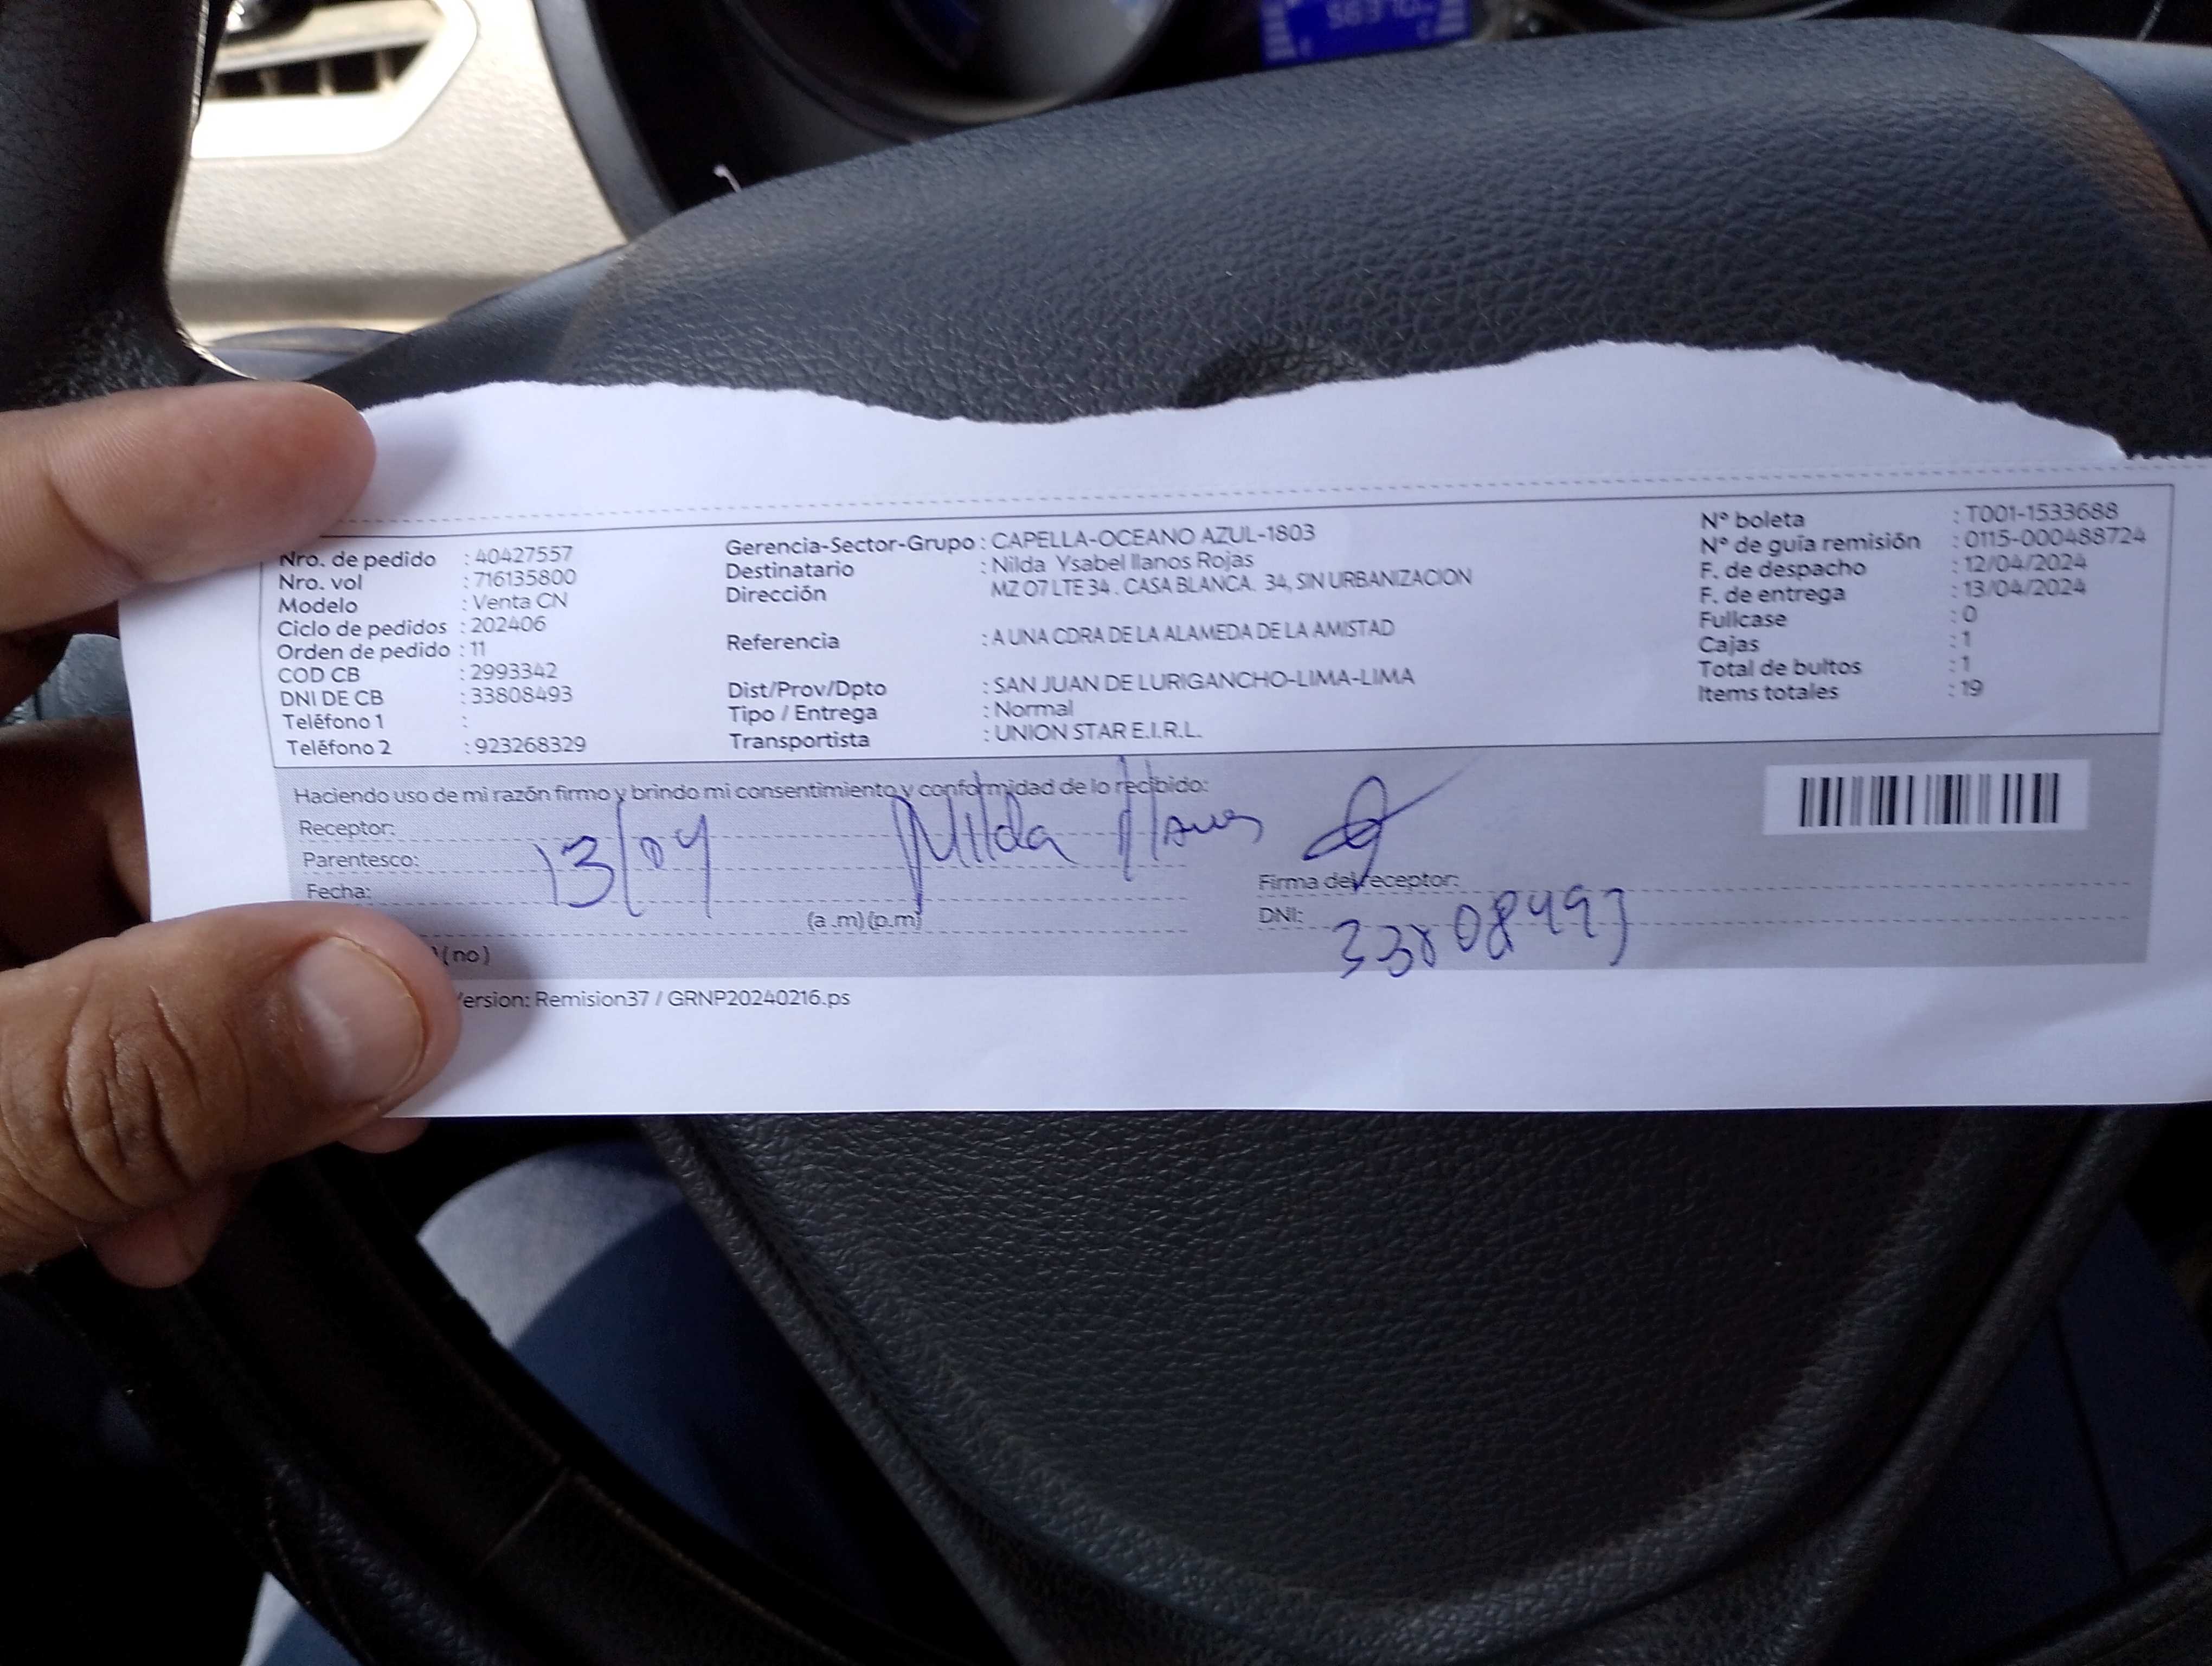 Nro. de pedido : 40427557
Nro. vol : 716135800
Modelo : Venta CN
Ciclo de pedidos : 202406
Orden de pedido : 11
COD CB : 2993342
DNI DE CB : 33808493
Teléfono 1 :
Teléfono 2 : 923268329
Gerencia-Sector-Grupo : CAPELLA-OCEANO AZUL-1803
Destinatario : Nilda Ysabel llanos Rojas
Dirección MZ O7 LTE 34 . CASA BLANCA. 34, SIN URBANIZACION
Referencia : A UNA CDRA DE LA ALAMEDA DE LA AMISTAD
Dist/Prov/Dpto : SAN JUAN DE LURIGANCHO-LIMA-LIMA
Tipo / Entrega : Normal
Transportista : UNION STAR E.I.R.L.
N° boleta : T001-1533688
N° de guía remisión : 0115-000488724
F. de despacho : 12/04/2024
F. de entrega : 13/04/2024
Fullcase : 0
Cajas : 1
Total de bultos : 1
Items totales : 19
Haciendo uso de mi razón firmo y brindo mi consentimiento y conformidad de lo recibido:
Receptor:
Parentesco: 13/04 Nilda llanos
Fecha:
(a .m) (p.m)
Firma del receptor:
DNI: 33808493
(no)
Version: Remision37 / GRNP20240216.ps